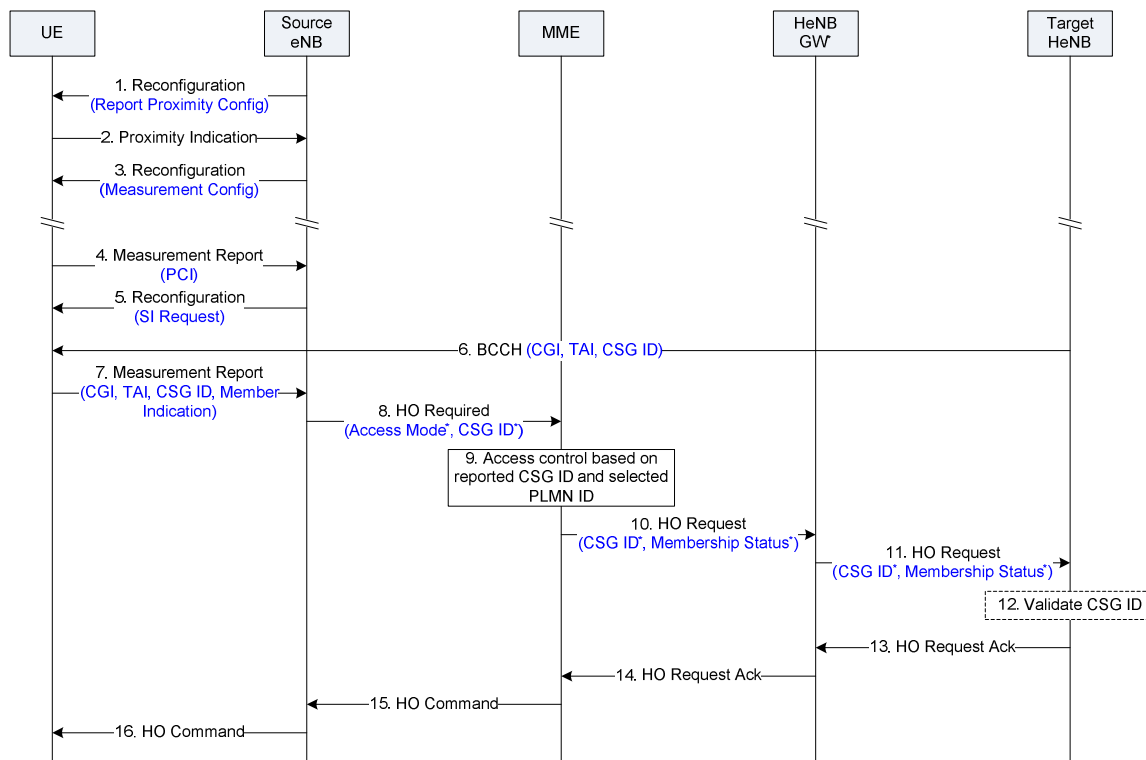 UE
Source
eNB
MME
HeNB
GW*
Target
HeNB
1. Reconfiguration
(Report Proximity Config)
2. Proximity Indication
3. Reconfiguration
(Measurement Config)
4. Measurement Report
(PCI)
5. Reconfiguration
(SI Request)
6. BCCH (CGI, TAI, CSG ID)
7. Measurement Report
(CGI, TAI, CSG ID, Member
Indication)
8. HO Required
(Access Mode*, CSG ID*)
9. Access control based on
reported CSG ID and selected
PLMN ID
10. HO Request
(CSG ID*, Membership Status*)
11. HO Request
(CSG ID*, Membership Status*)
12. Validate CSG ID
13. HO Request Ack
14. HO Request Ack
15. HO Command
16. HO Command